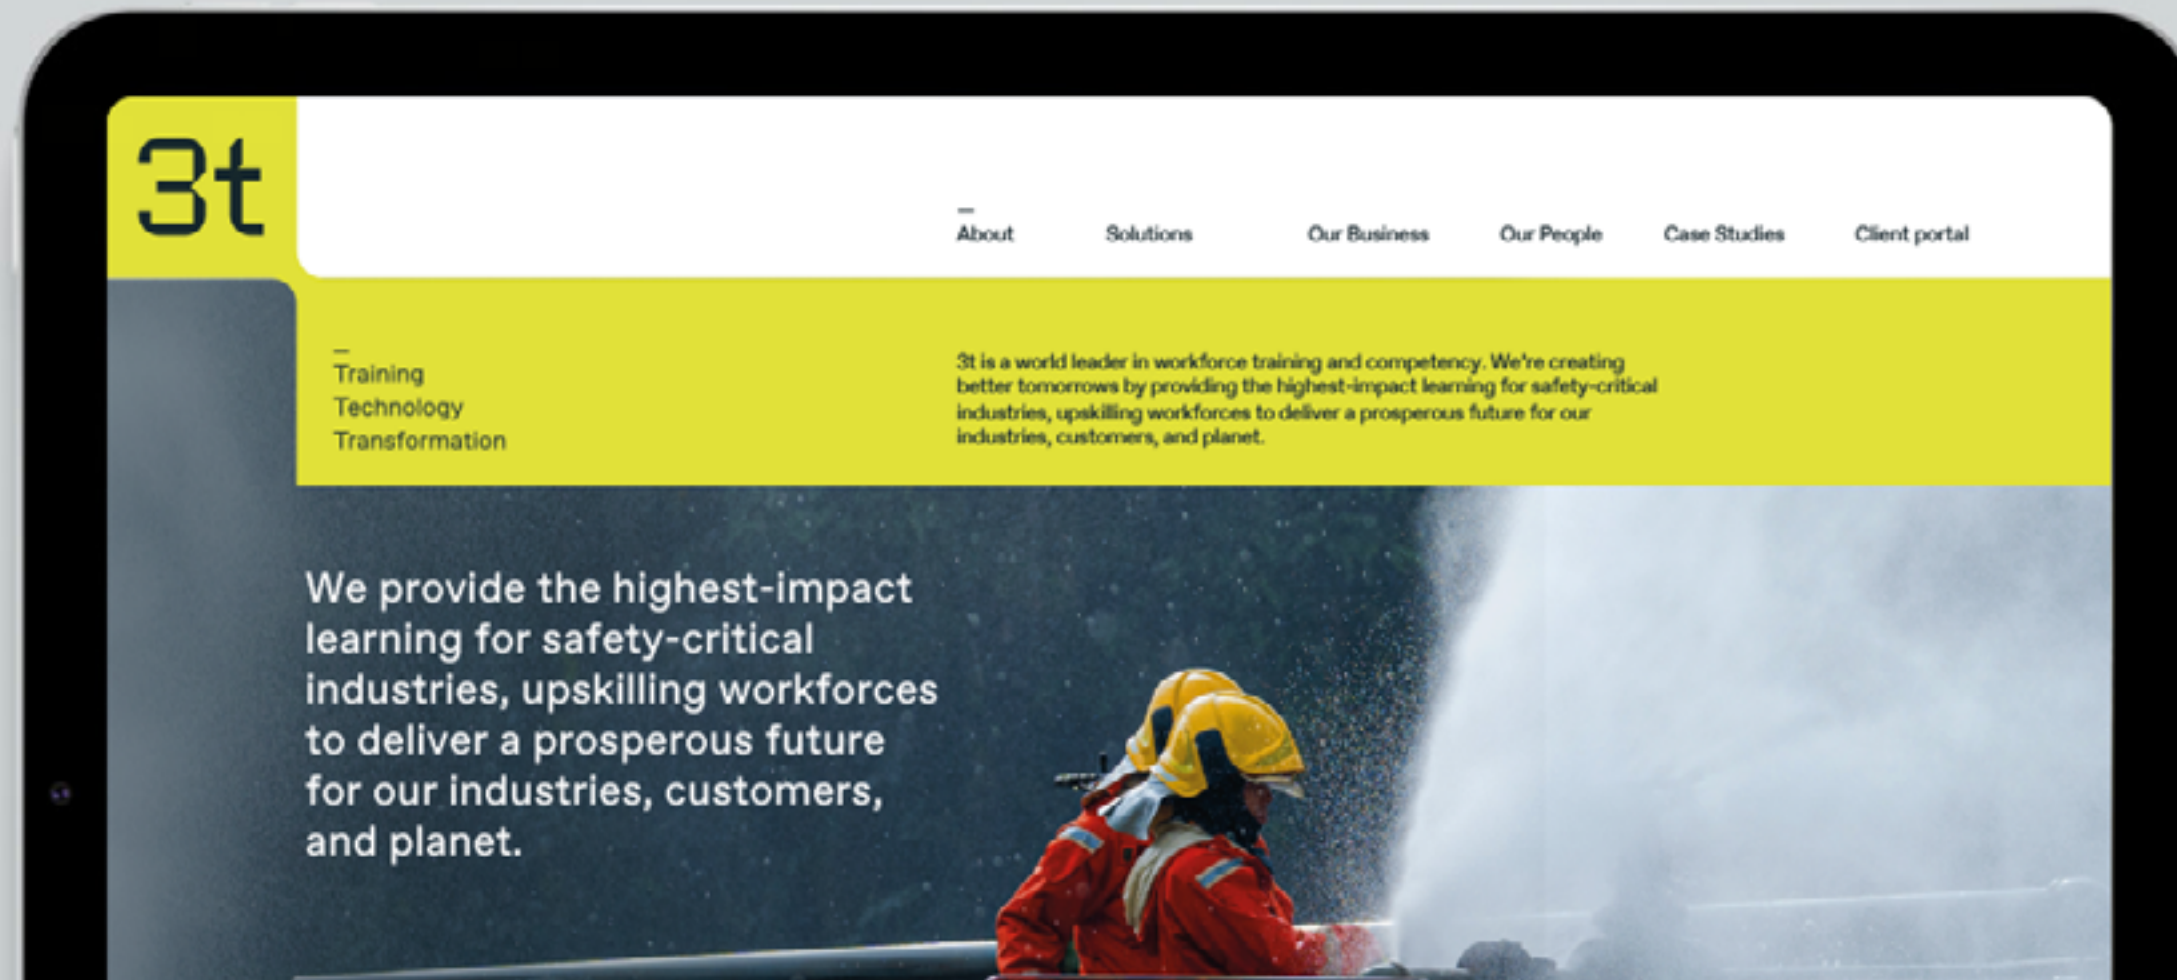 3t
About Solutions Our Business Our People Case Studies Client portal
Training
Technology
Transformation
3t is a world leader in workforce training and competency. We're creating
better tomorrows by providing the highest-impact learning for safety-critical
industries, upskilling workforces to deliver a prosperous future for our
industries, customers, and planet.
We provide the highest-impact
learning for safety-critical
industries, upskilling workforces
to deliver a prosperous future
for our industries, customers,
and planet.